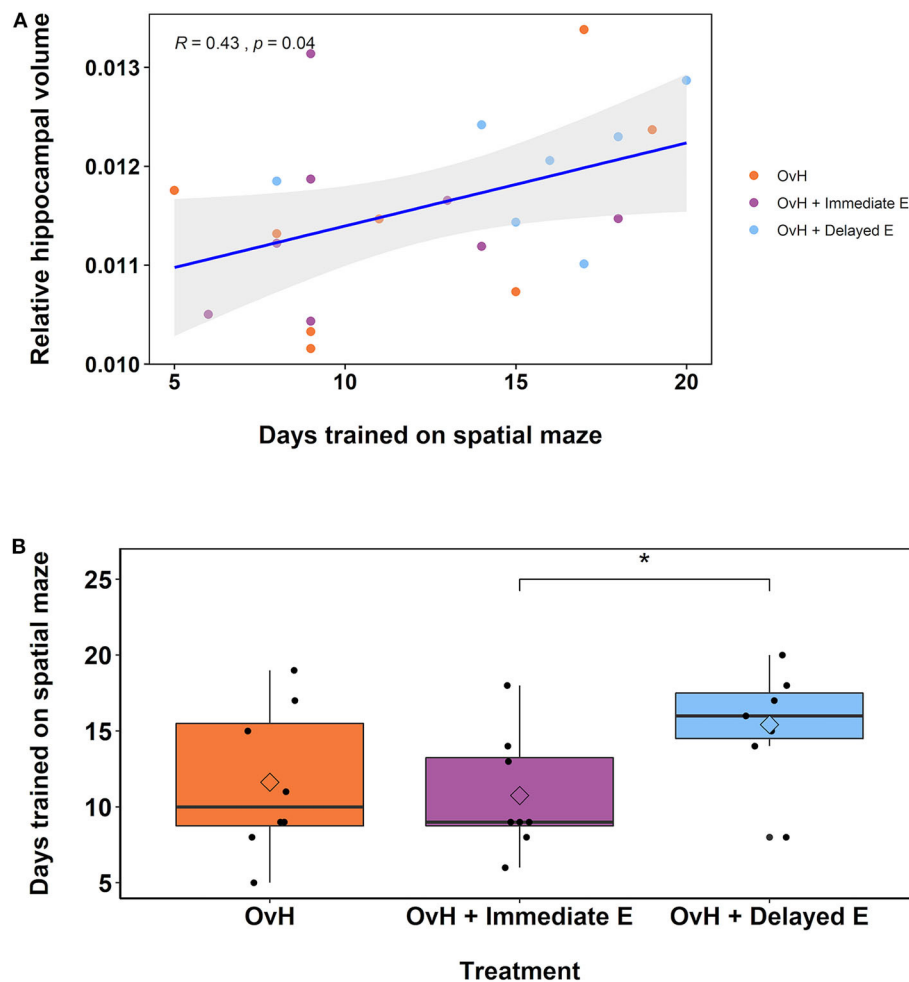 A
R = 0.43 , p = 0.04
Relative hippocampal volume
0.013
0.012
0.011
0.010
5 10 15 20
Days trained on spatial maze
OvH
OvH + Immediate E
OvH + Delayed E
B
*
Days trained on spatial maze
25
20
15
10
5
OvH OvH + Immediate E OvH + Delayed E
Treatment